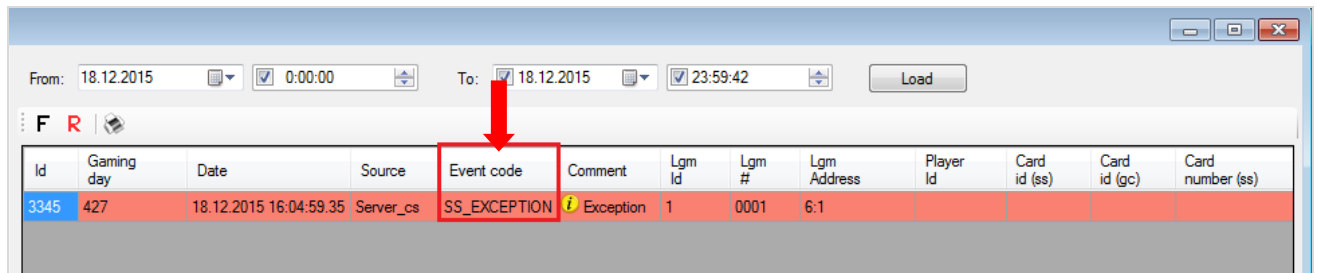 From: 18.12.2015 0:00:00 To: 18.12.2015 23:59:42 Load
F R
Id Gaming day Date Source Event code Comment Lgm Id Lgm # Lgm Address Player Id Card id (ss) Card id (gc) Card number (ss)
3345 427 18.12.2015 16:04:59.35 Server_cs SS_EXCEPTION i Exception 1 0001 6:1